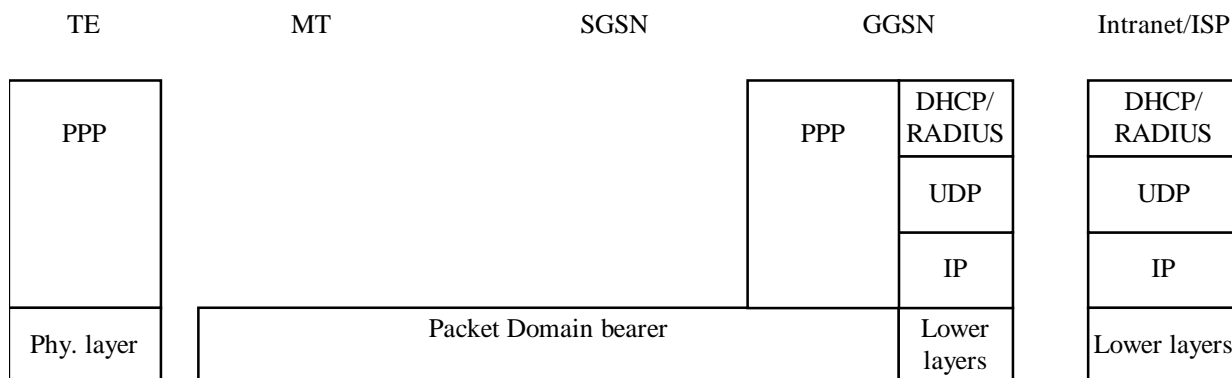 TE MT SGSN GGSN Intranet/ISP
PPP
PPP
DHCP/
RADIUS
DHCP/
RADIUS
UDP
UDP
IP
IP
Phy. layer
Packet Domain bearer
Lower
layers
Lower layers